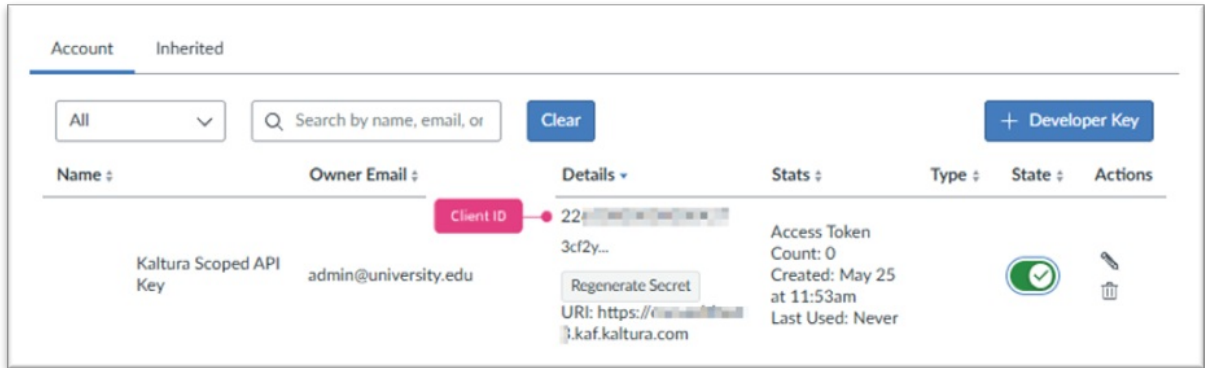 Account Inherited
All Search by name, email, or Clear + Developer Key
Name Owner Email Details Stats Type State Actions
Client ID 22
Kaltura Scoped API
Key
admin@university.edu
3cf2y...
Regenerate Secret
URI: https://
.kaf.kaltura.com
Access Token
Count: 0
Created: May 25
at 11:53am
Last Used: Never